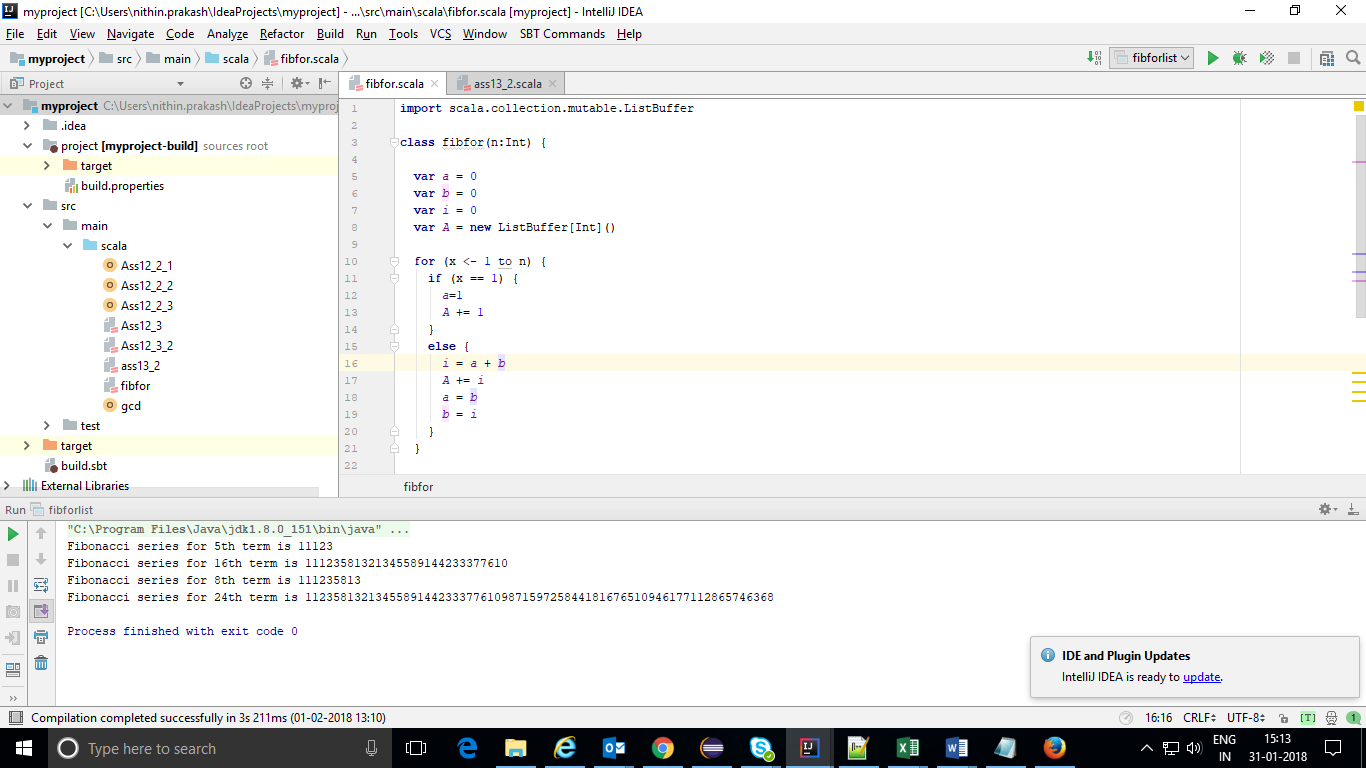 myproject [C:\Users\nithin.prakash\IdeaProjects\myproject] - ...\src\main\scala\fibfor.scala [myproject] - IntelliJ IDEA
File Edit View Navigate Code Analyze Refactor Build Run Tools VCS Window SBT Commands Help
myproject src main scala fibfor.scala fibforlist
Project
fibfor.scala ass13_2.scala
myproject C:\Users\nithin.prakash\IdeaProjects\myproj
.idea
project [myproject-build] sources root
target
build.properties
src
main
scala
Ass12_2_1
Ass12_2_2
Ass12_2_3
Ass12_3
Ass12_3_2
ass13_2
fibfor
gcd
test
target
build.sbt
External Libraries
1 import scala.collection.mutable.ListBuffer
2
3 class fibfor(n:Int) {
4
5 var a = 0
6 var b = 0
7 var i = 0
8 var A = new ListBuffer[Int]()
9
10 for (x <- 1 to n) {
11 if (x == 1) {
12 a=1
13 A += 1
14 }
15 else {
16 i = a + b
17 A += i
18 a = b
19 b = i
20 }
21 }
22
fibfor
Run fibforlist
"C:\Program Files\Java\jdk1.8.0_151\bin\java" ...
Fibonacci series for 5th term is 11123
Fibonacci series for 16th term is 11123581321345589144233377610
Fibonacci series for 8th term is 111235813
Fibonacci series for 24th term is 112358132134558914423337761098715972584418167651094617711286574​6368
Process finished with exit code 0
IDE and Plugin Updates
IntelliJ IDEA is ready to update.
Compilation completed successfully in 3s 211ms (01-02-2018 13:10)
16:16 CRLF UTF-8 [T] 1
Type here to search
ENG
IN
15:13
31-01-2018